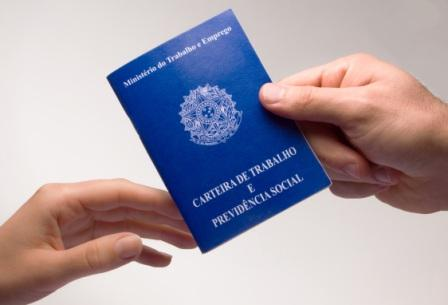 Ministério do Trabalho e Emprego
CARTEIRA DE TRABALHO
E
PREVIDÊNCIA SOCIAL